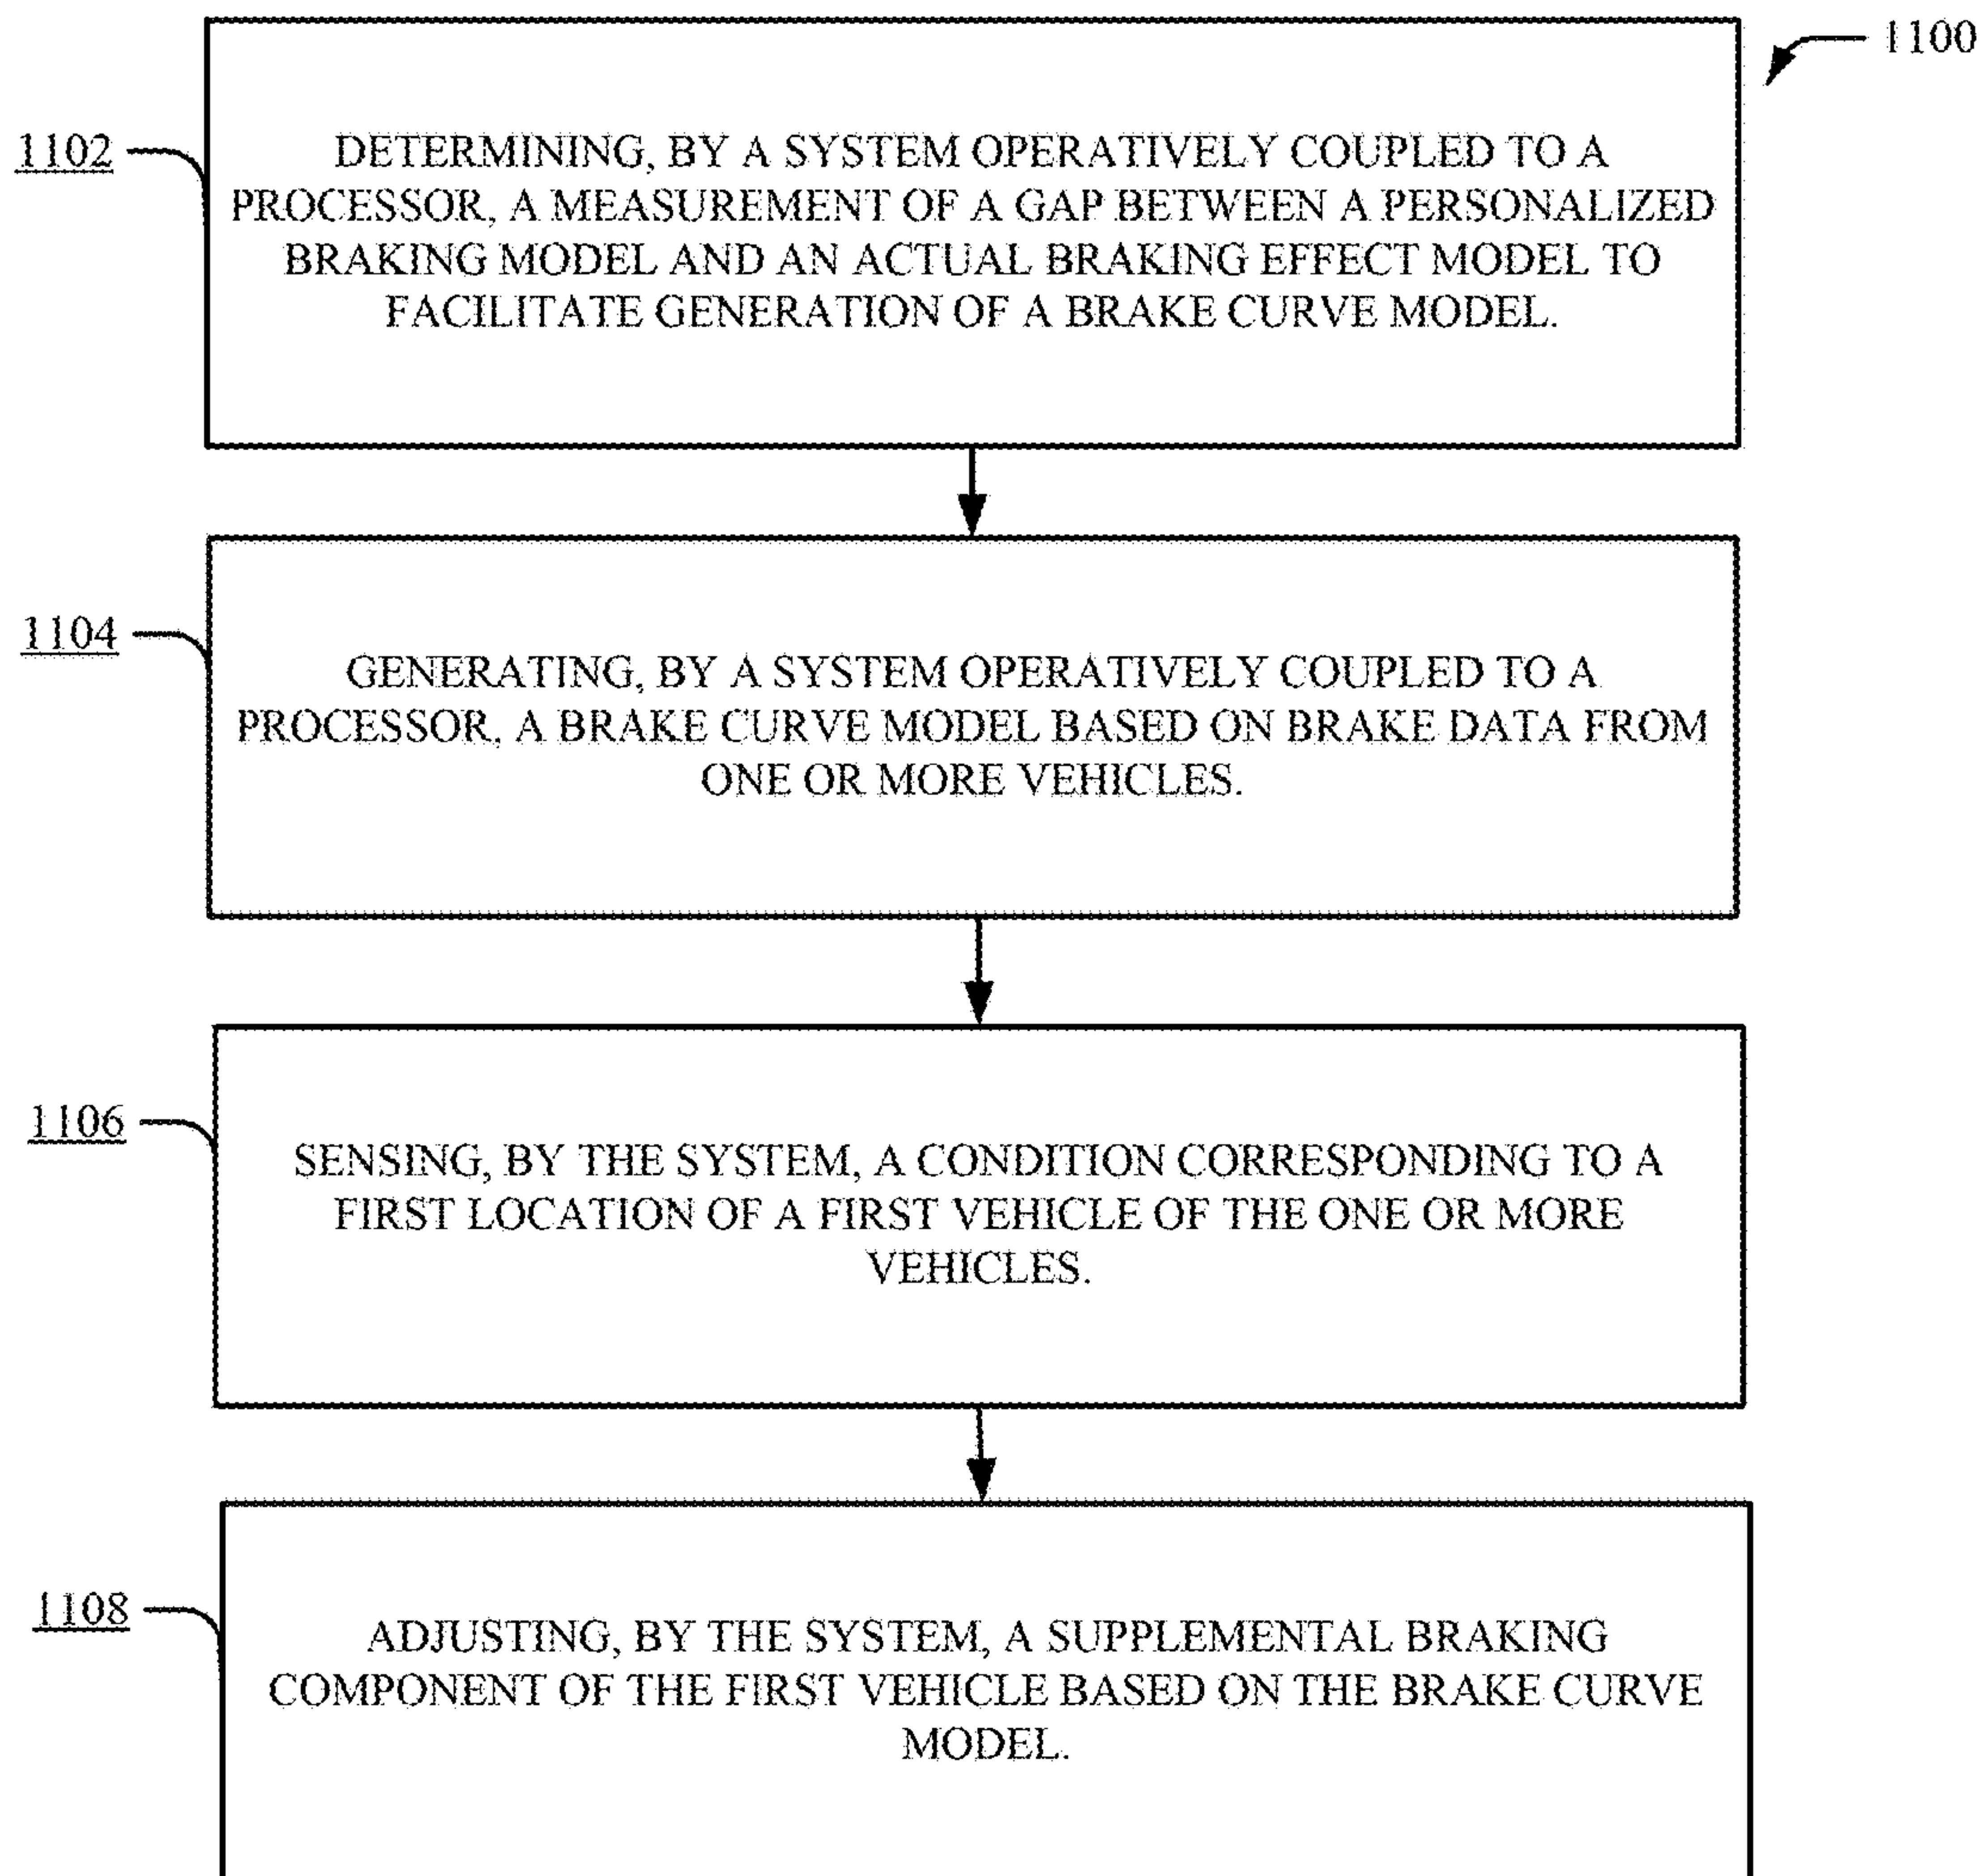 1100
1102
DETERMINING, BY A SYSTEM OPERATIVELY COUPLED TO A
PROCESSOR, A MEASUREMENT OF A GAP BETWEEN A PERSONALIZED
BRAKING MODEL AND AN ACTUAL BRAKING EFFECT MODEL TO
FACILITATE GENERATION OF A BRAKE CURVE MODEL.
1104
GENERATING, BY A SYSTEM OPERATIVELY COUPLED TO A
PROCESSOR, A BRAKE CURVE MODEL BASED ON BRAKE DATA FROM
ONE OR MORE VEHICLES.
1106
SENSING, BY THE SYSTEM, A CONDITION CORRESPONDING TO A
FIRST LOCATION OF A FIRST VEHICLE OF THE ONE OR MORE
VEHICLES.
1108
ADJUSTING, BY THE SYSTEM, A SUPPLEMENTAL BRAKING
COMPONENT OF THE FIRST VEHICLE BASED ON THE BRAKE CURVE
MODEL.